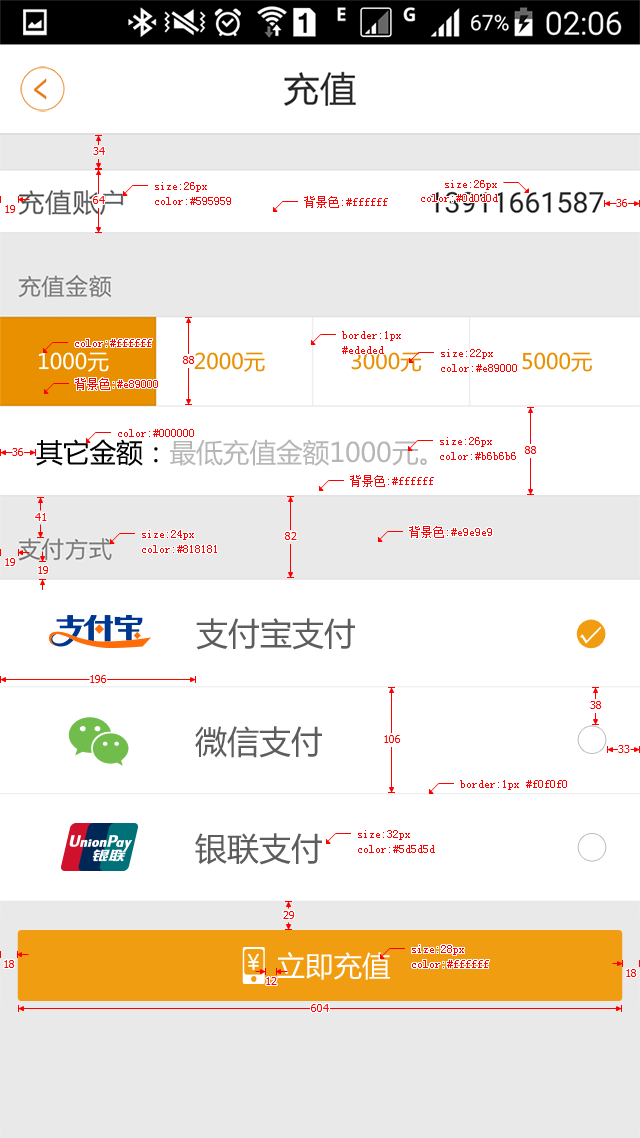 1 E G 67% 02:06
充值
34
size:26px
color:#595959
充值账户
64
19
背景色:#ffffff
size:26px
color:#0d0d0d
13911661587
36
充值金额
color:#ffffff
1000元
背景色:#e89000
88
2000元
border:1px
#ededed
3000元
size:22px
color:#e89000
5000元
color:#000000
36
其它金额：最低充值金额1000元。
size:26px
color:#b6b6b6
88
背景色:#ffffff
41
支付方式
19
19
size:24px
color:#818181
82
背景色:#e9e9e9
支付宝
支付宝支付
196
微信支付
106
38
33
border:1px #f0f0f0
UnionPay
银联
银联支付
size:32px
color:#5d5d5d
29
18
¥
12
立即充值
size:28px
color:#ffffff
18
604